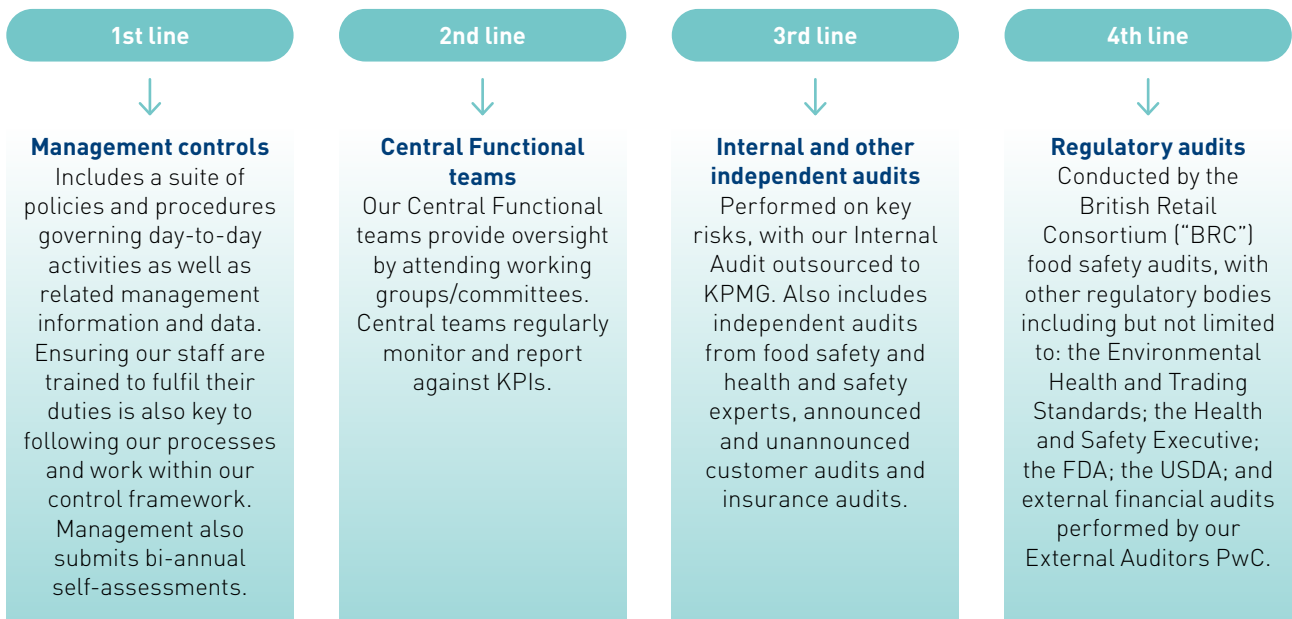 1st line
Management controls
Includes a suite of
policies and procedures
governing day-to-day
activities as well as
related management
information and data.
Ensuring our staff are
trained to fulfil their
duties is also key to
following our processes
and work within our
control framework.
Management also
submits bi-annual
self-assessments.
2nd line
Central Functional
teams
Our Central Functional
teams provide oversight
by attending working
groups/committees.
Central teams regularly
monitor and report
against KPIs.
3rd line
Internal and other
independent audits
Performed on key
risks, with our Internal
Audit outsourced to
KPMG. Also includes
independent audits
from food safety and
health and safety
experts, announced
and unannounced
customer audits and
insurance audits.
4th line
Regulatory audits
Conducted by the
British Retail
Consortium (“BRC”)
food safety audits, with
other regulatory bodies
including but not limited
to: the Environmental
Health and Trading
Standards; the Health
and Safety Executive;
the FDA; the USDA; and
external financial audits
performed by our
External Auditors PwC.